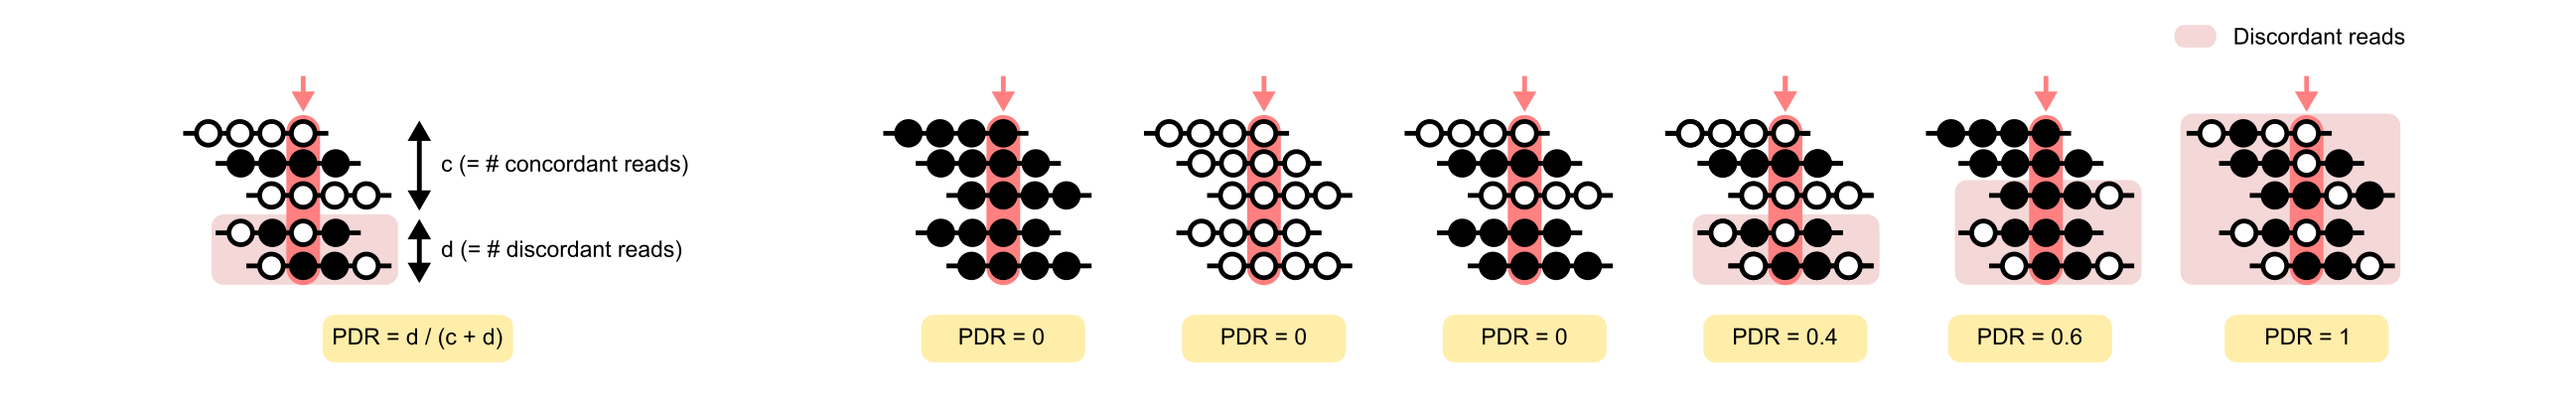 Discordant reads
c (= # concordant reads)
d (= # discordant reads)
PDR = d / (c + d)
PDR = 0
PDR = 0
PDR = 0
PDR = 0.4
PDR = 0.6
PDR = 1